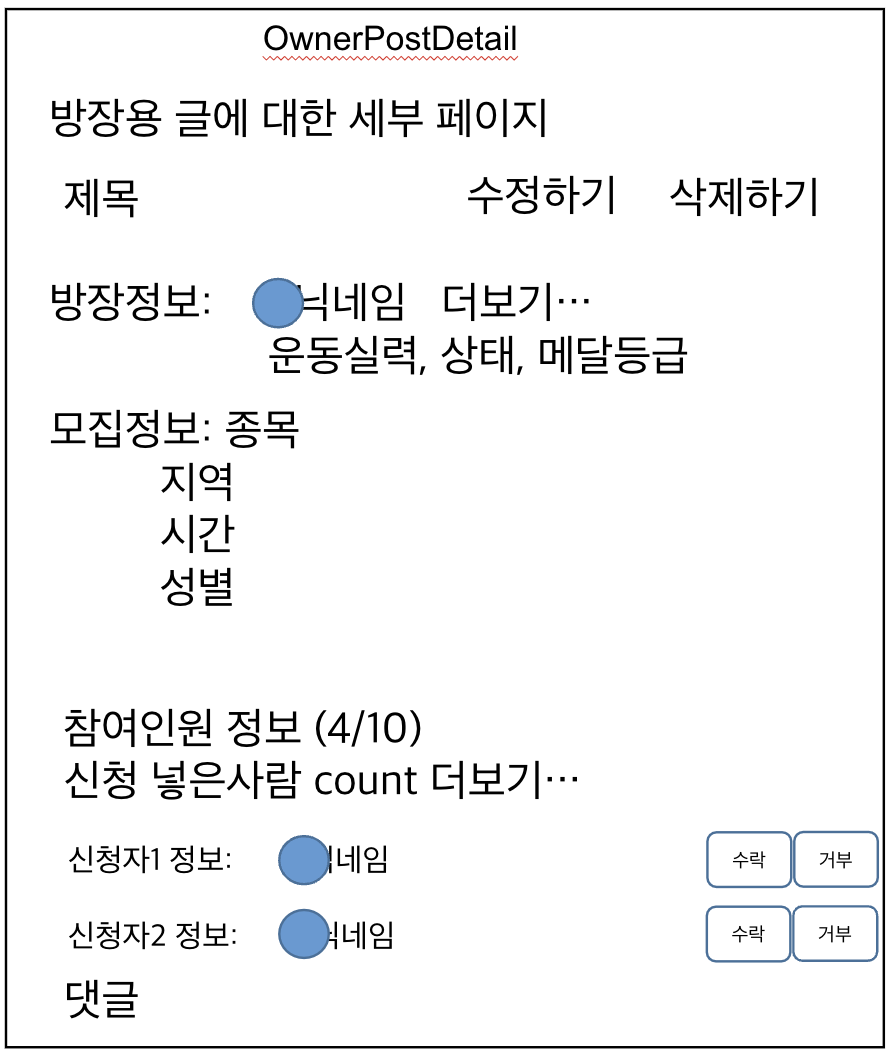 OwnerPostDetail
방장용 글에 대한 세부 페이지
제목 수정하기 삭제하기
방장정보: 닉네임 더보기…
운동실력, 상태, 메달등급
모집정보: 종목
지역
시간
성별
참여인원 정보 (4/10)
신청 넣은사람 count 더보기…
신청자1 정보: 닉네임 수락 거부
신청자2 정보: 닉네임 수락 거부
댓글